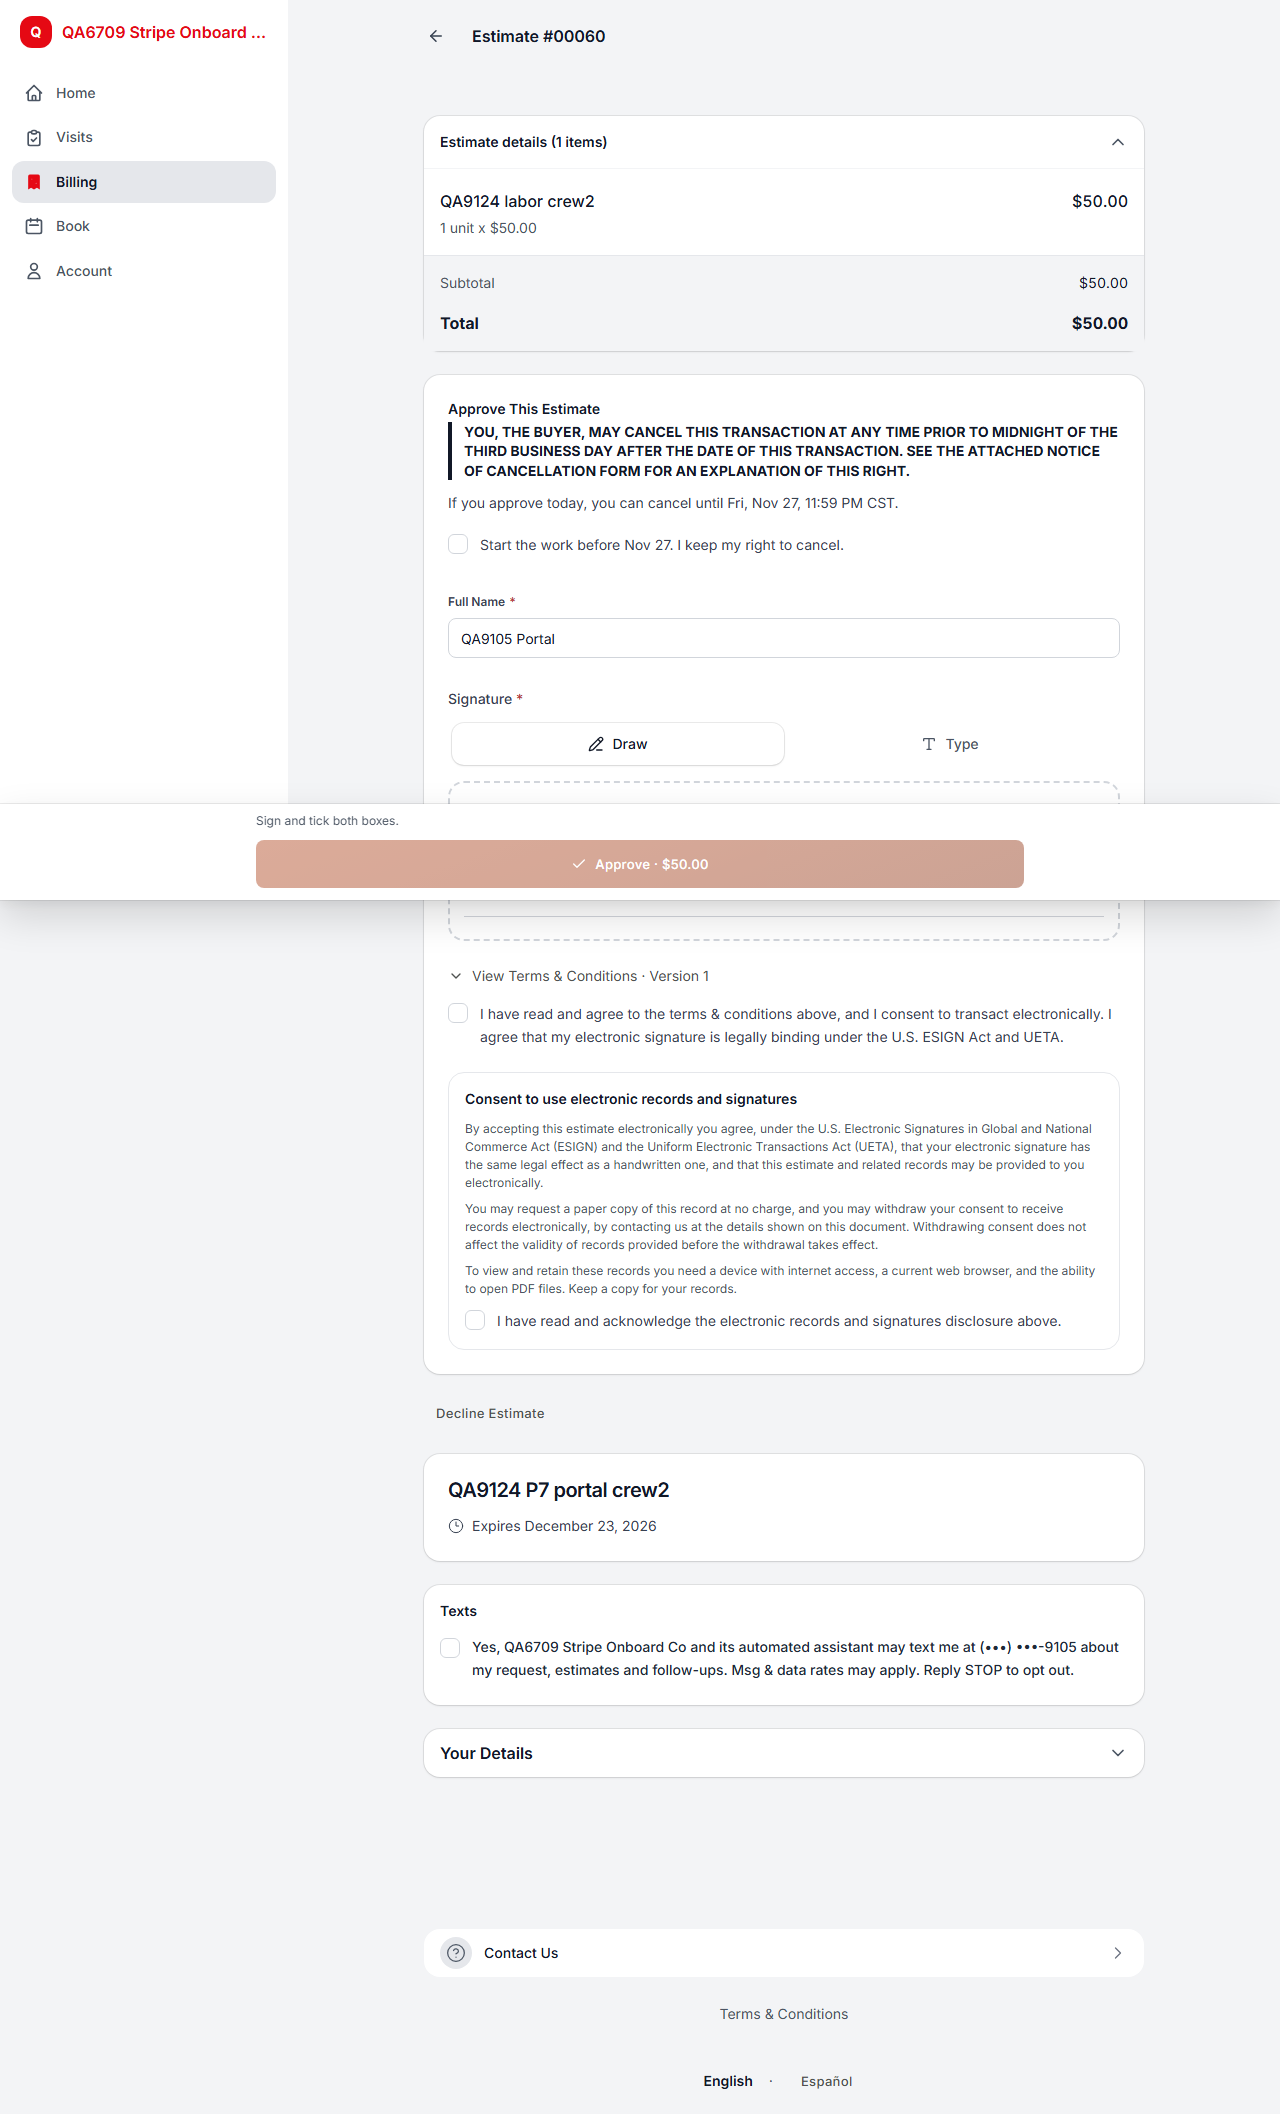 Q
QA6709 Stripe Onboard ...
Home
Visits
Billing
Book
Account
Estimate #00060
Estimate details (1 items)
QA9124 labor crew2
$50.00
1 unit x $50.00
Subtotal
$50.00
Total
$50.00
Approve This Estimate
YOU, THE BUYER, MAY CANCEL THIS TRANSACTION AT ANY TIME PRIOR TO MIDNIGHT OF THE
THIRD BUSINESS DAY AFTER THE DATE OF THIS TRANSACTION. SEE THE ATTACHED NOTICE
OF CANCELLATION FORM FOR AN EXPLANATION OF THIS RIGHT.
If you approve today, you can cancel until Fri, Nov 27, 11:59 PM CST.
Start the work before Nov 27. I keep my right to cancel.
Full Name *
QA9105 Portal
Signature *
Draw
Type
Sign and tick both boxes.
Approve · $50.00
View Terms & Conditions · Version 1
I have read and agree to the terms & conditions above, and I consent to transact electronically. I
agree that my electronic signature is legally binding under the U.S. ESIGN Act and UETA.
Consent to use electronic records and signatures
By accepting this estimate electronically you agree, under the U.S. Electronic Signatures in Global and National
Commerce Act (ESIGN) and the Uniform Electronic Transactions Act (UETA), that your electronic signature has
the same legal effect as a handwritten one, and that this estimate and related records may be provided to you
electronically.
You may request a paper copy of this record at no charge, and you may withdraw your consent to receive
records electronically, by contacting us at the details shown on this document. Withdrawing consent does not
affect the validity of records provided before the withdrawal takes effect.
To view and retain these records you need a device with internet access, a current web browser, and the ability
to open PDF files. Keep a copy for your records.
I have read and acknowledge the electronic records and signatures disclosure above.
Decline Estimate
QA9124 P7 portal crew2
Expires December 23, 2026
Texts
Yes, QA6709 Stripe Onboard Co and its automated assistant may text me at (•••) •••-9105 about
my request, estimates and follow-ups. Msg & data rates may apply. Reply STOP to opt out.
Your Details
Contact Us
Terms & Conditions
English · Español